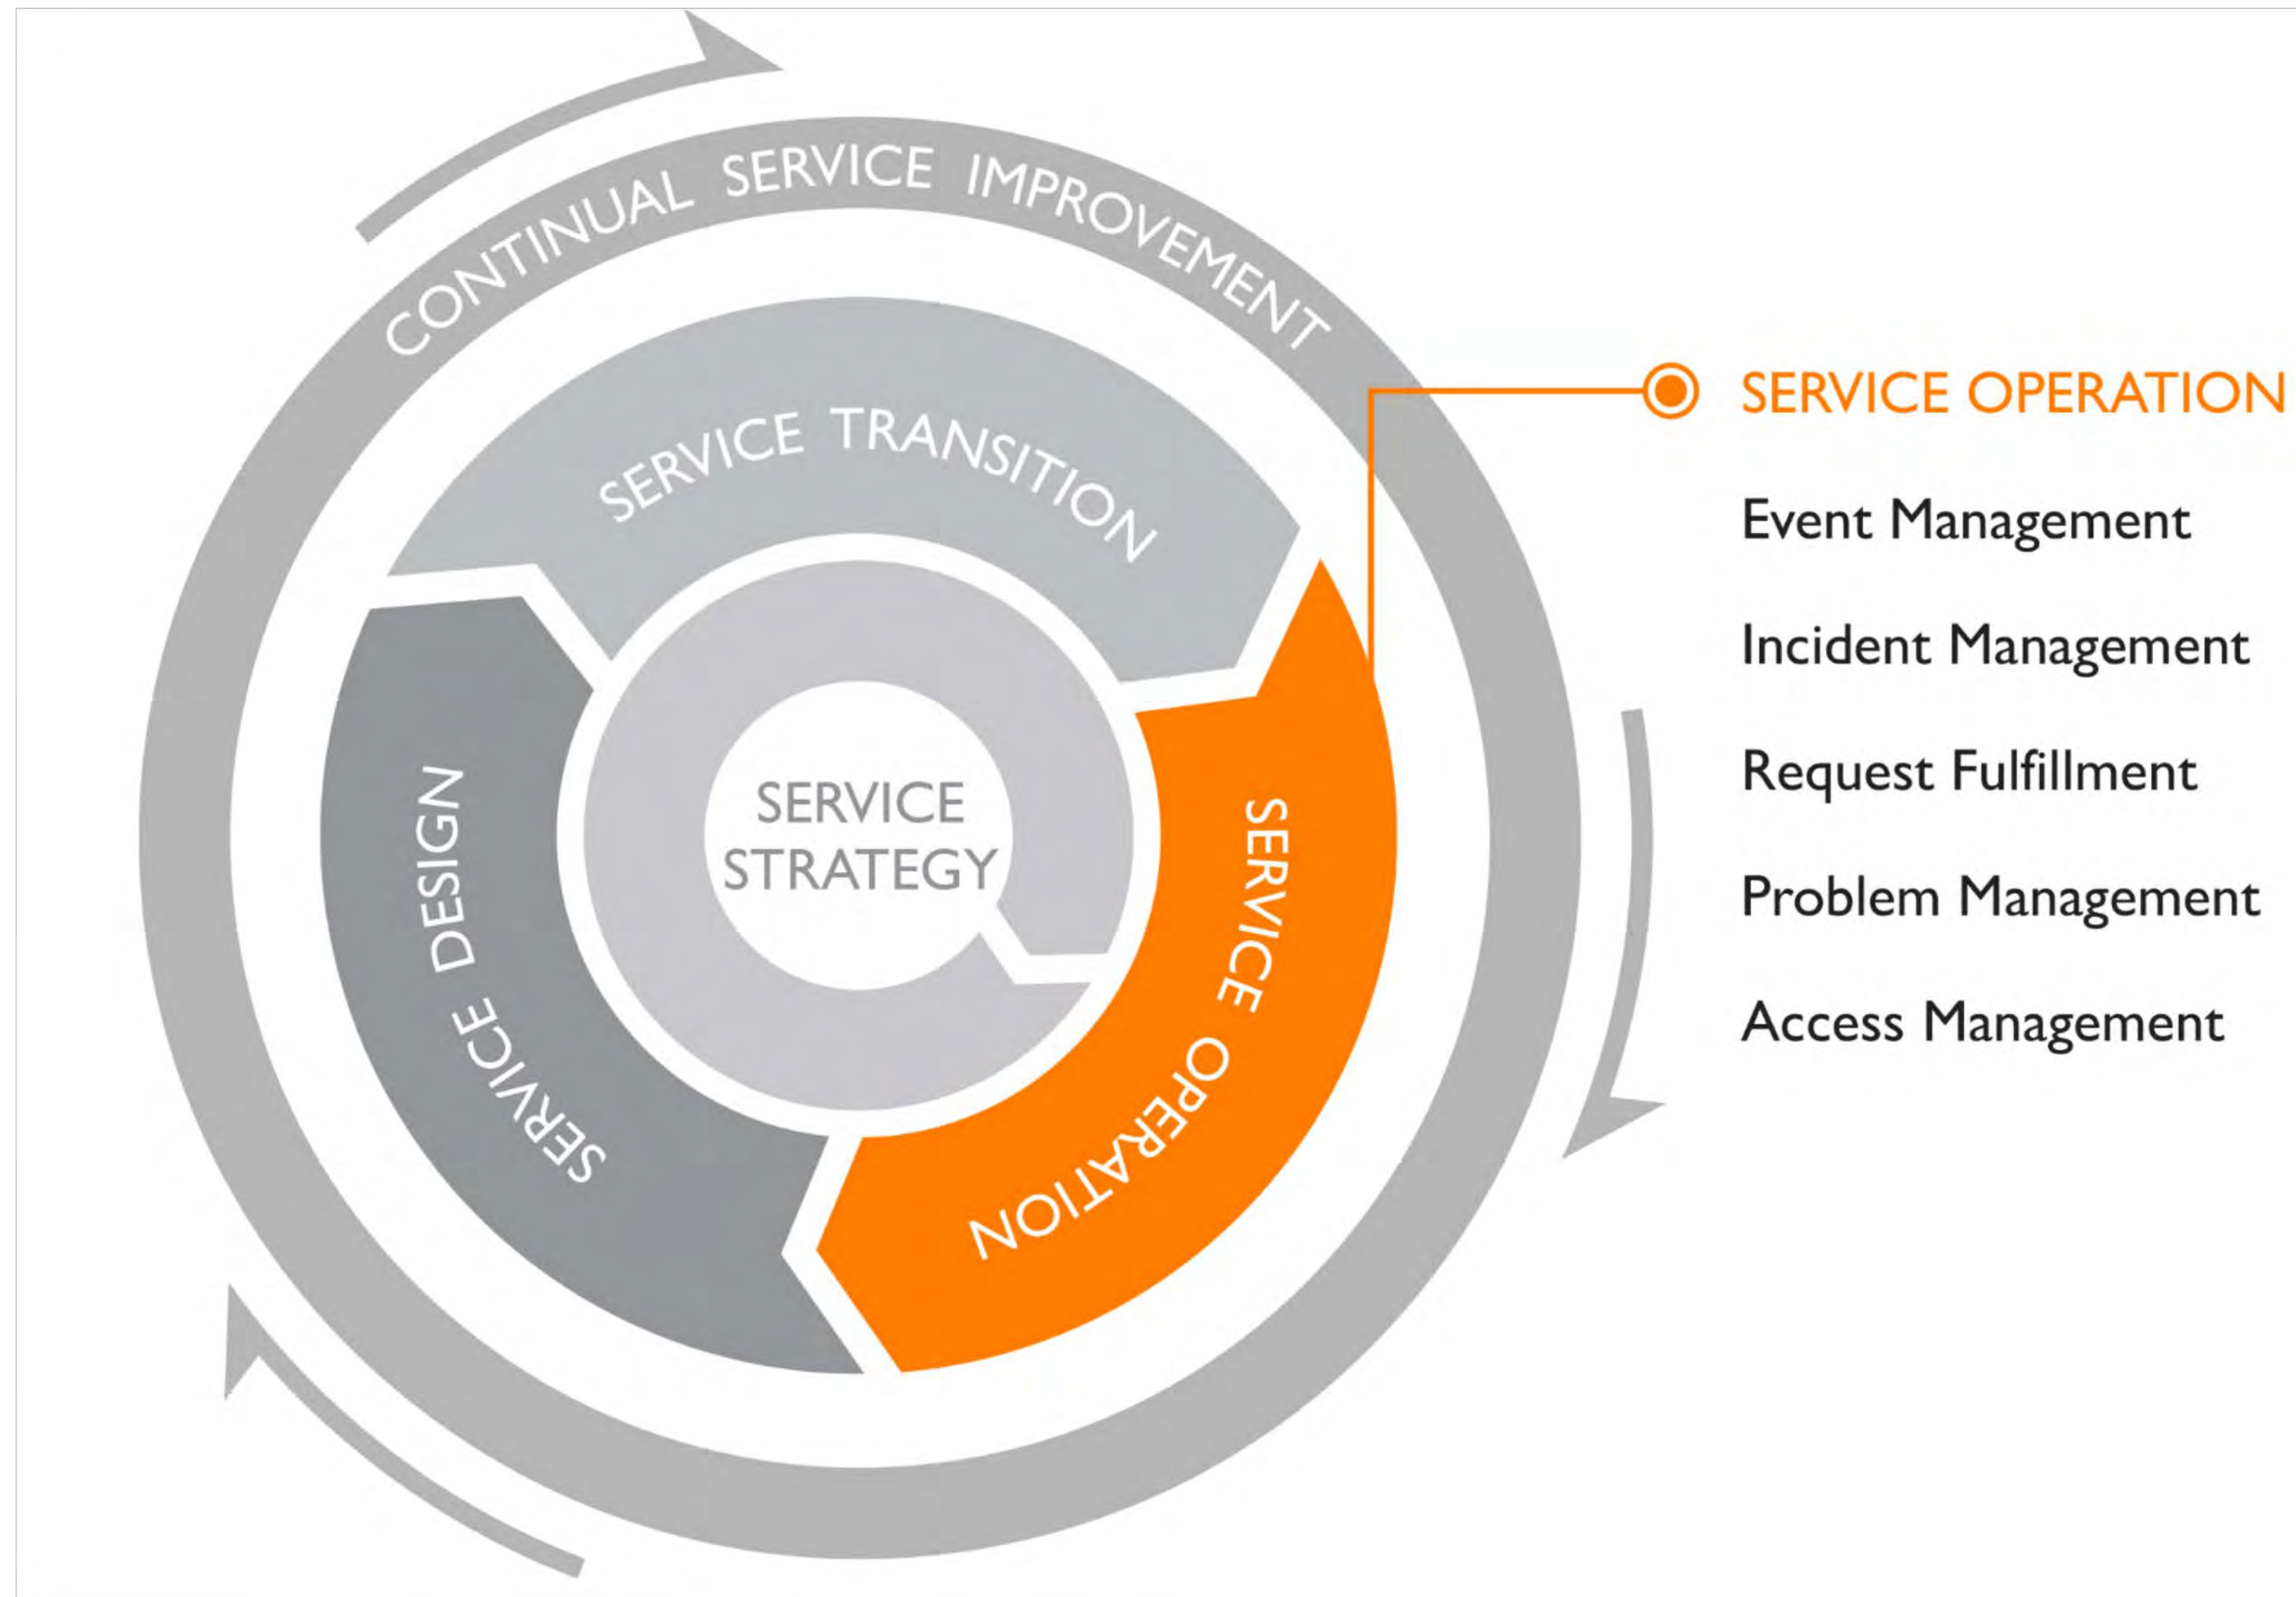 CONTINUAL SERVICE IMPROVEMENT
SERVICE TRANSITION
SERVICE DESIGN
SERVICE
STRATEGY
SERVICE OPERATION
SERVICE OPERATION
Event Management
Incident Management
Request Fulfillment
Problem Management
Access Management